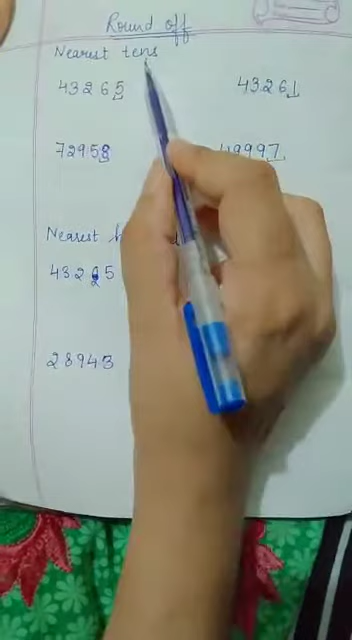 Round off
Nearest tens
43265 43261
72958 49997
Nearest
43265
28943